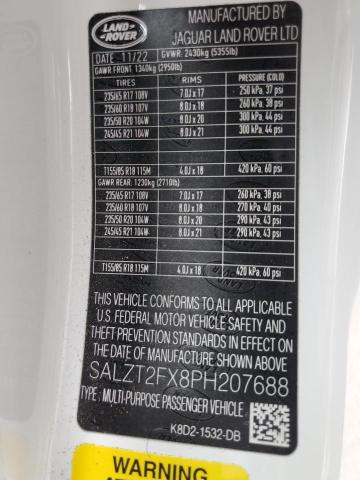 LAND
ROVER
MANUFACTURED BY
JAGUAR LAND ROVER LTD
DATE 11/22 GVWR: 2430kg (5355lb)
GAWR FRONT: 1340kg (2950lb)
TIRES RIMS PRESSURE (COLD)
235/65 R17 108V 7.0J x 17 250 kPa, 37 psi
235/60 R18 107V 8.0J x 18 260 kPa, 38 psi
235/50 R20 104W 8.0J x 20 300 kPa, 44 psi
245/45 R21 104W 8.0J x 21 300 kPa, 44 psi
T155/85 R18 115M 4.0J x 18 420 kPa, 60 psi
GAWR REAR: 1230kg (2710lb)
235/65 R17 108V 7.0J x 17 260 kPa, 38 psi
235/60 R18 107V 8.0J x 18 270 kPa, 40 psi
235/50 R20 104W 8.0J x 20 290 kPa, 43 psi
245/45 R21 104W 8.0J x 21 290 kPa, 43 psi
T155/85 R18 115M 4.0J x 18 420 kPa, 60 psi
THIS VEHICLE CONFORMS TO ALL APPLICABLE
U.S. FEDERAL MOTOR VEHICLE SAFETY AND
THEFT PREVENTION STANDARDS IN EFFECT ON
THE DATE OF MANUFACTURE SHOWN ABOVE.
SALZT2FX8PH207688
TYPE : MULTI-PURPOSE PASSENGER VEHICLE
K8D2-1532-DB
WARNING